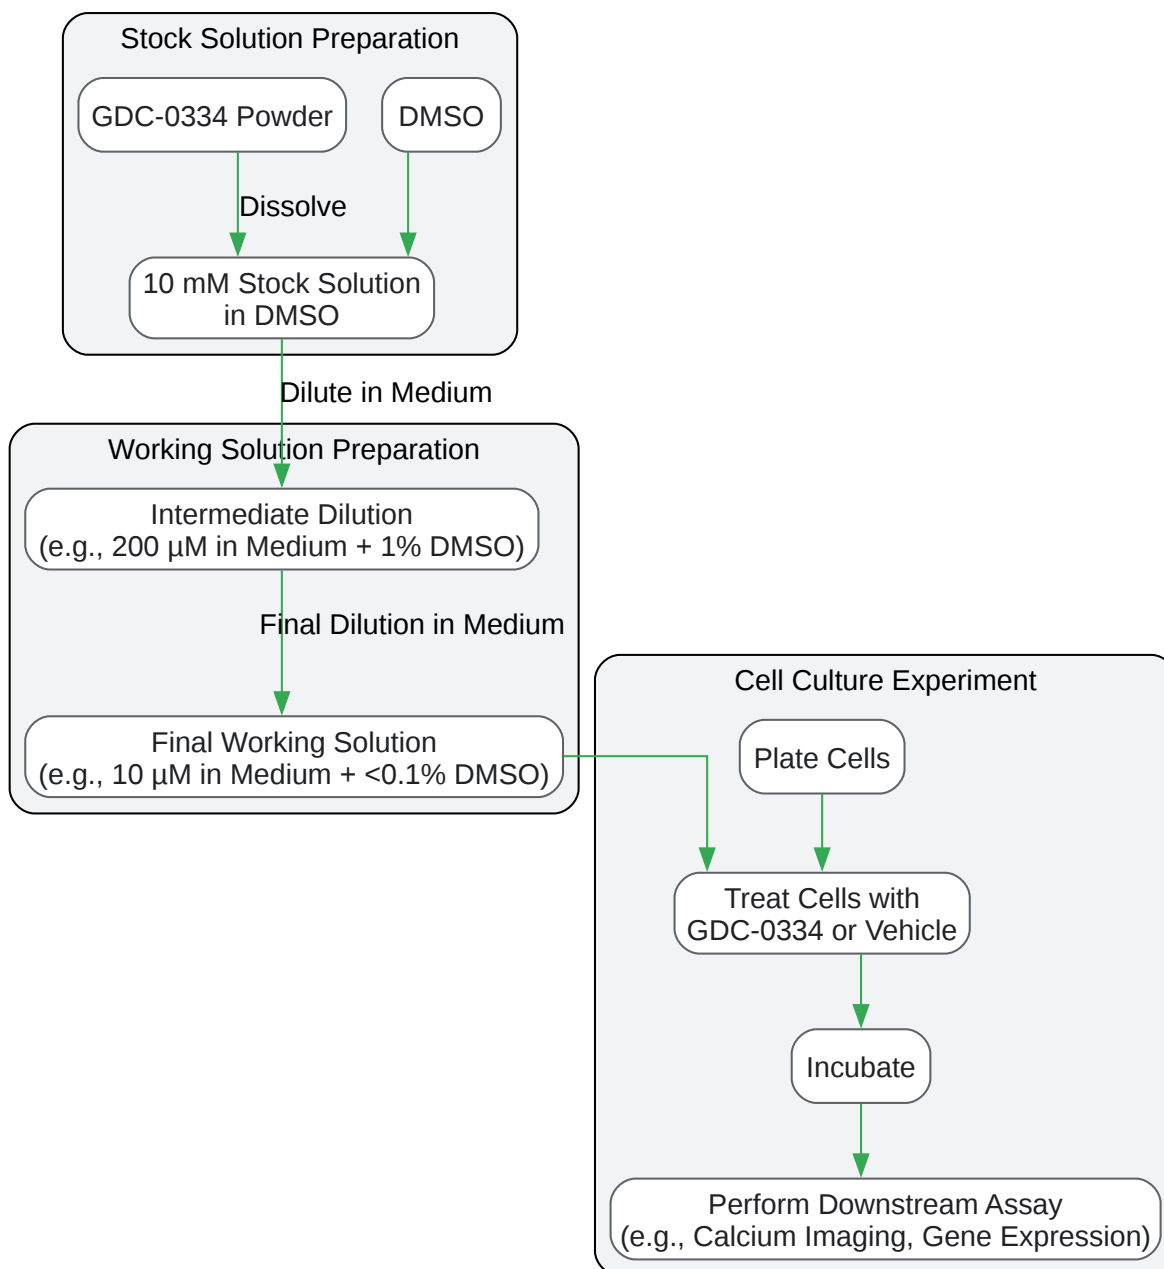 Stock Solution Preparation
GDC-0334 Powder
DMSO
Dissolve
10 mM Stock Solution
in DMSO
Dilute in Medium
Working Solution Preparation
Intermediate Dilution
(e.g., 200 µM in Medium + 1% DMSO)
Final Dilution in Medium
Final Working Solution
(e.g., 10 µM in Medium + <0.1% DMSO)
Cell Culture Experiment
Plate Cells
Treat Cells with
GDC-0334 or Vehicle
Incubate
Perform Downstream Assay
(e.g., Calcium Imaging, Gene Expression)